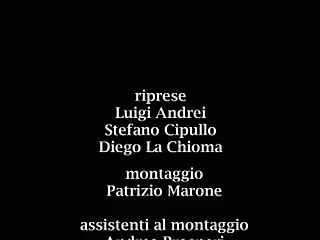 riprese
Luigi Andrei
Stefano Cipullo
Diego La Chioma
montaggio
Patrizio Marone
assistenti al montaggio